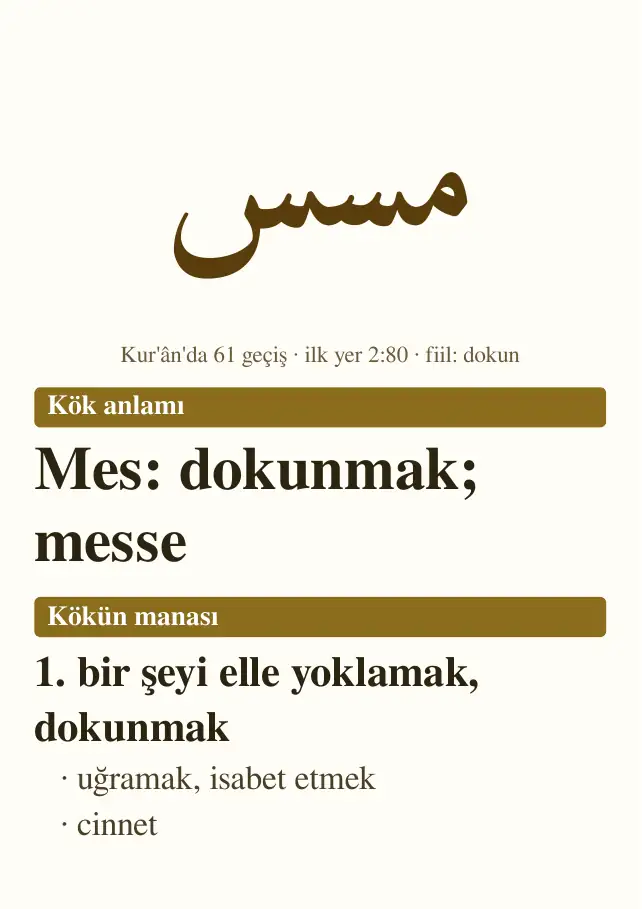 مسس
Kur'ân'da 61 geçiş · ilk yer 2:80 · fiil: dokun
Kök anlamı
Mes: dokunmak;
messe
Kökün manası
1. bir şeyi elle yoklamak,
dokunmak
· uğramak, isabet etmek
· cinnet